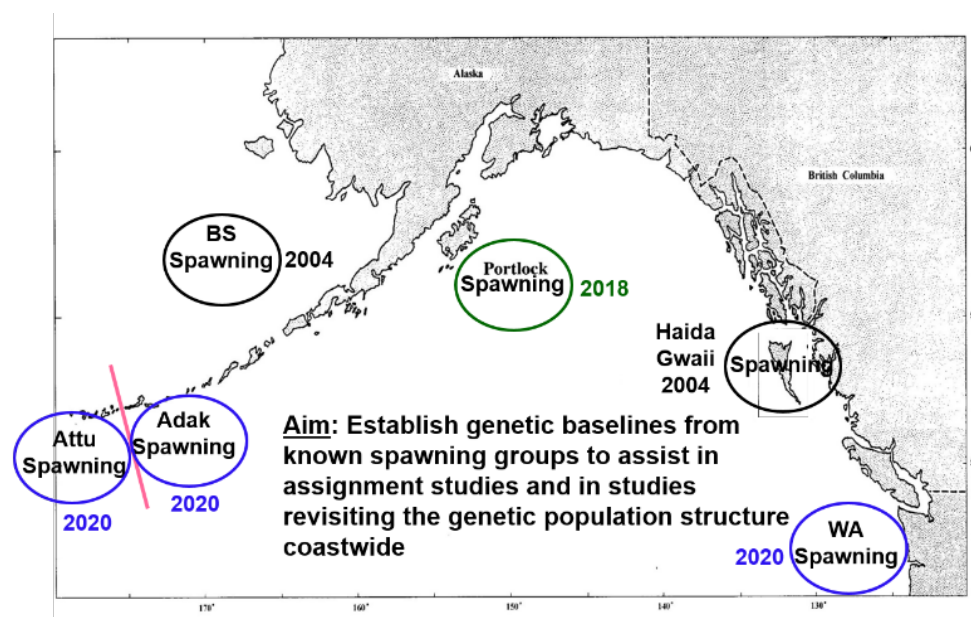 Alaska
British Columbia
BS
Spawning 2004
Portlock
Spawning 2018
Haida
Gwaii
2004
Spawning
Attu
Spawning
2020
Adak
Spawning
2020
Aim: Establish genetic baselines from
known spawning groups to assist in
assignment studies and in studies
revisiting the genetic population structure
coastwide
WA
Spawning
2020
170°
160°
150°
140°
130°